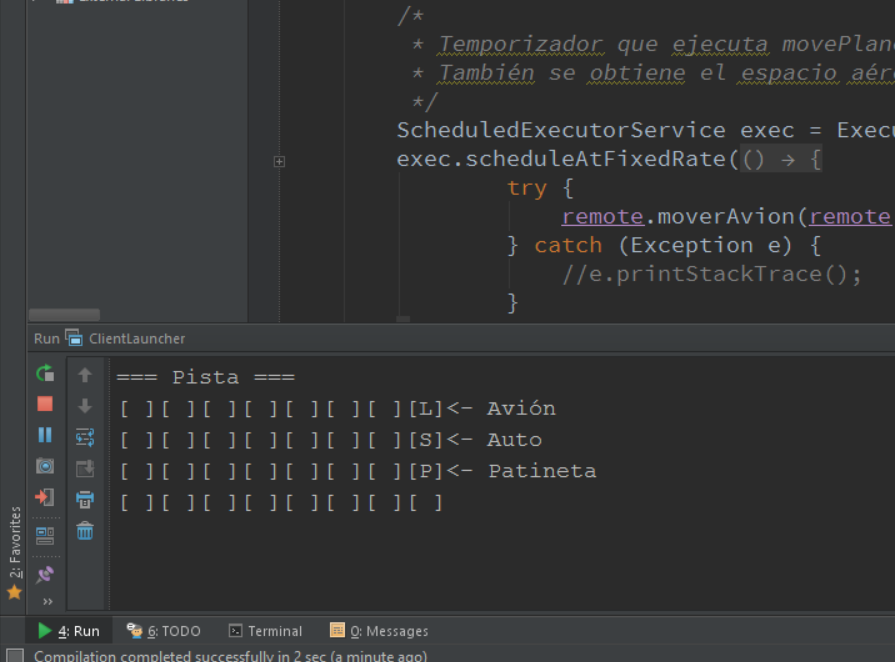 /*
* Temporizador que ejecuta movePlan
* También se obtiene el espacio aér
*/
ScheduledExecutorService exec = Execu
exec.scheduleAtFixedRate(() → {
try {
remote.moverAvion(remote
} catch (Exception e) {
//e.printStackTrace();
}
Run ClientLauncher
=== Pista ===
[ ][ ][ ][ ][ ][ ][ ][L]<- Avión
[ ][ ][ ][ ][ ][ ][ ][S]<- Auto
[ ][ ][ ][ ][ ][ ][ ][P]<- Patineta
[ ][ ][ ][ ][ ][ ][ ][ ]
2: Favorites
4: Run 6: TODO Terminal 0: Messages
Compilation completed successfully in 2 sec (a minute ago)